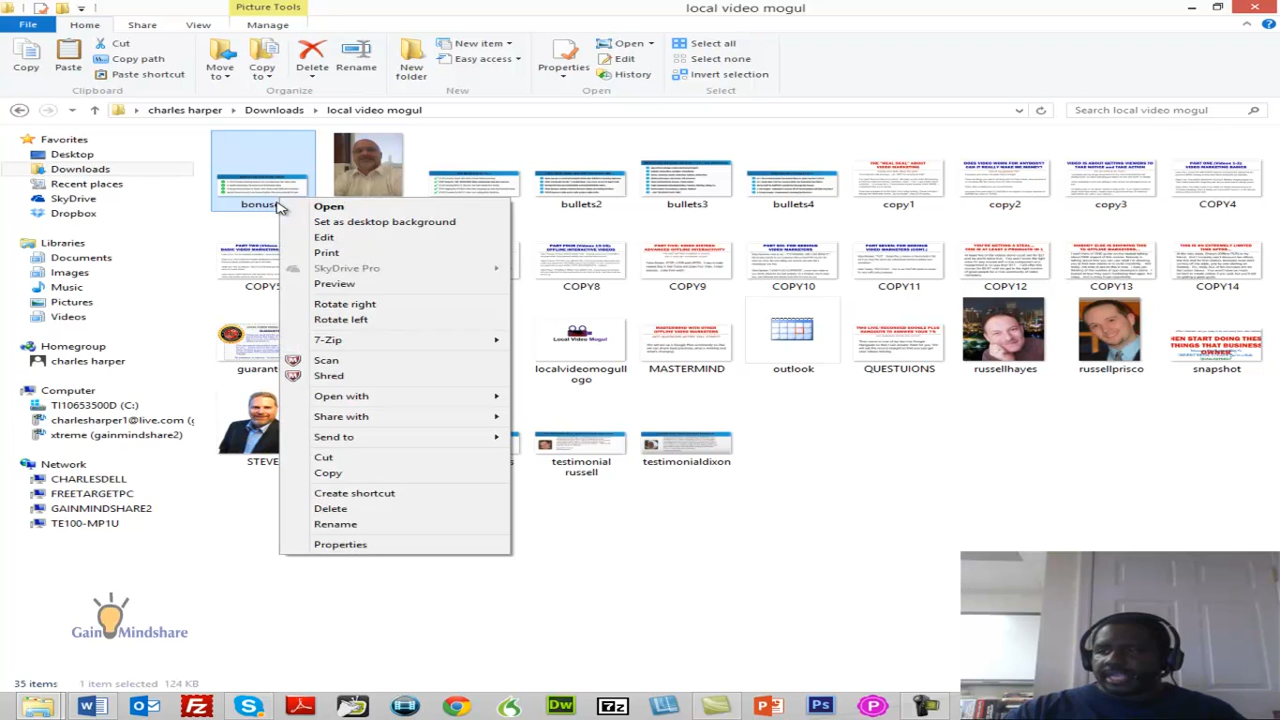 Picture Tools
local video mogul
File
Home
Share
View
Manage
Copy
Paste
Cut
Copy path
Paste shortcut
Clipboard
Move to
Copy to
Delete
Rename
Organize
New folder
New item
Easy access
New
Properties
Open
Edit
History
Open
Select all
Select none
Invert selection
Select
charles harper
Downloads
local video mogul
Search local video mogul
Favorites
Desktop
Downloads
Recent places
SkyDrive
Dropbox
Libraries
Documents
Images
Music
Pictures
Videos
Homegroup
charles harper
Computer
TI10653500D (C:)
charlesharper1@live.com (
xtreme (gainmindshare2)
Network
CHARLESDELL
FREETARGETPC
GAINMINDSHARE2
TE100-MP1U
bullets2
bullets3
bullets4
copy1
copy2
copy3
COPY4
COPY8
COPY9
COPY10
COPY11
COPY12
COPY13
COPY14
Local Video Mogul
localvideomogull
ogo
MASTERMIND
outlook
QUESTUIONS
russellhayes
russellprisco
snapshot
STEVE
testimonial
russell
testimonialdixon
Open
Set as desktop background
Edit
Print
SkyDrive Pro
Preview
Rotate right
Rotate left
7-Zip
Scan
Shred
Open with
Share with
Send to
Cut
Copy
Create shortcut
Delete
Rename
Properties
Gain Mindshare
35 items
1 item selected 124 KB